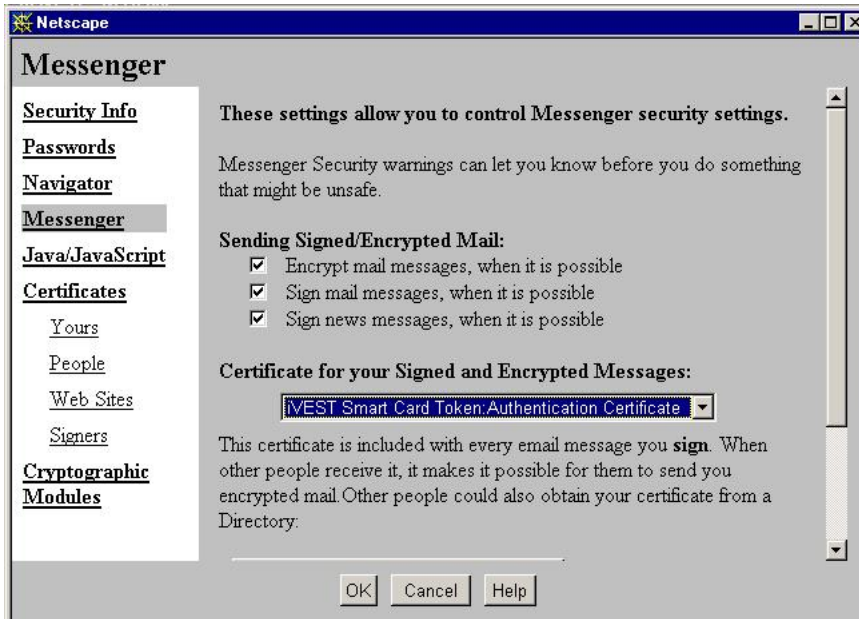 Netscape
Messenger
Security Info
Passwords
Navigator
Messenger
Java/JavaScript
Certificates
Yours
People
Web Sites
Signers
Cryptographic
Modules
These settings allow you to control Messenger security settings.
Messenger Security warnings can let you know before you do something
that might be unsafe.
Sending Signed/Encrypted Mail:
Encrypt mail messages, when it is possible
Sign mail messages, when it is possible
Sign news messages, when it is possible
Certificate for your Signed and Encrypted Messages:
iVEST Smart Card Token:Authentication Certificate
This certificate is included with every email message you sign. When
other people receive it, it makes it possible for them to send you
encrypted mail.Other people could also obtain your certificate from a
Directory:
OK Cancel Help